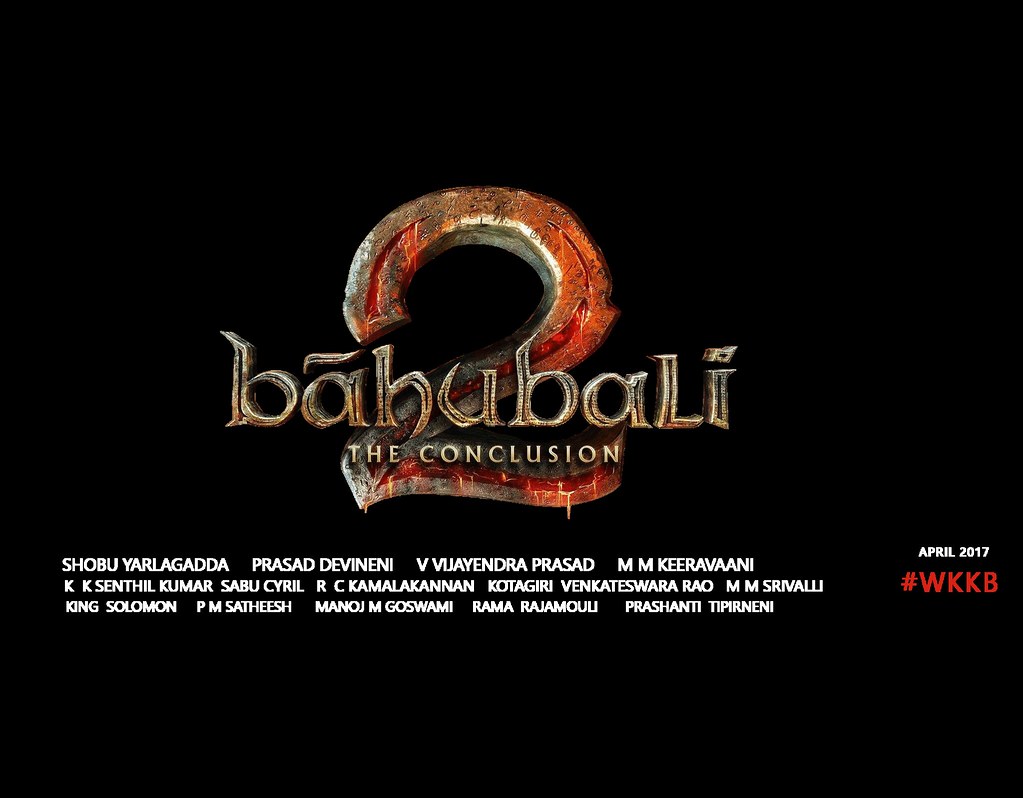 2
bāhubali
THE CONCLUSION
SHOBU YARLAGADDA PRASAD DEVINENI V VIJAYENDRA PRASAD M M KEERAVAANI
K K SENTHIL KUMAR SABU CYRIL R C KAMALAKANNAN KOTAGIRI VENKATESWARA RAO M M SRIVALLI
KING SOLOMON P M SATHEESH MANOJ M GOSWAMI RAMA RAJAMOULI PRASHANTI TIPIRNENI
APRIL 2017
#WKKB